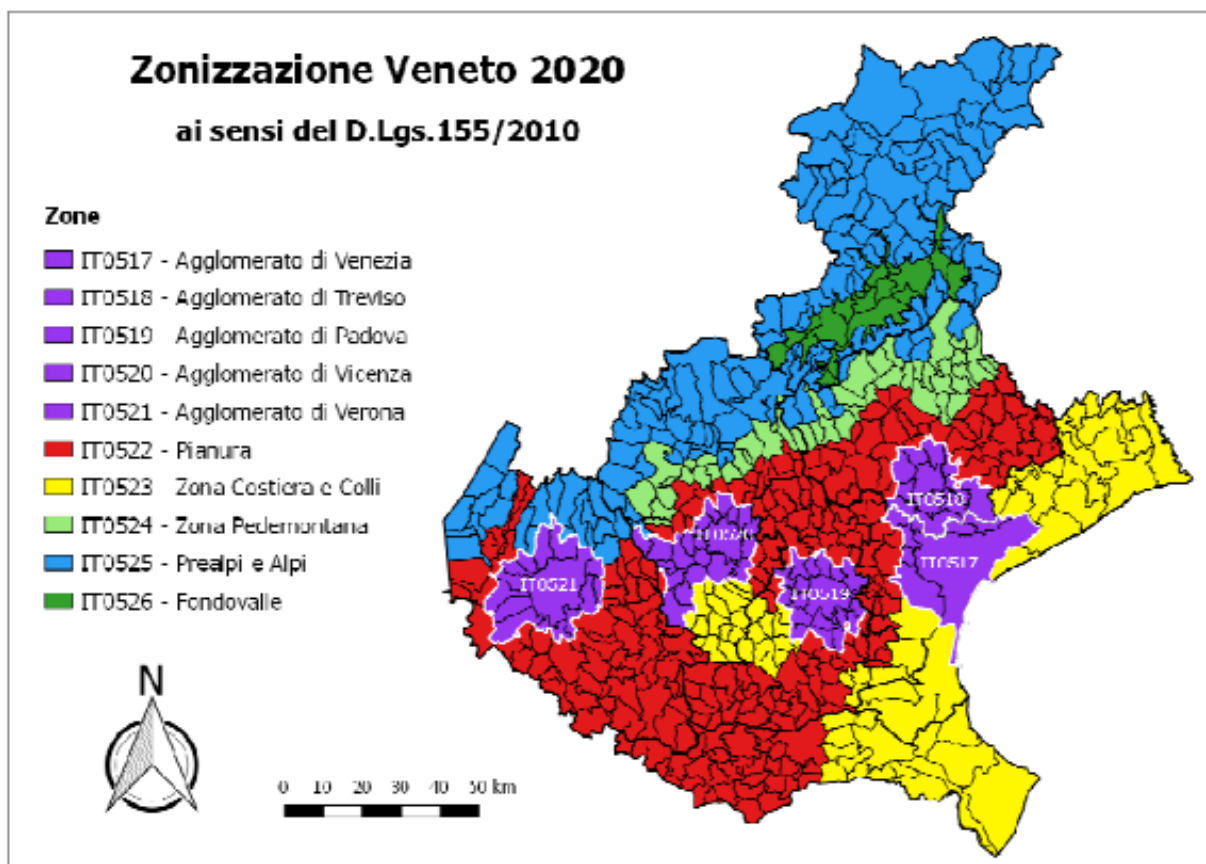 Zonizzazione Veneto 2020
ai sensi del D.Lgs.155/2010
Zone
IT0517 - Agglomerato di Venezia
IT0518 - Agglomerato di Treviso
IT0519 - Agglomerato di Padova
IT0520 - Agglomerato di Vicenza
IT0521 - Agglomerato di Verona
IT0522 - Pianura
IT0523 - Zona Costiera e Colli
IT0524 - Zona Pedemontana
IT0525 - Prealpi e Alpi
IT0526 - Fondovalle
IT0518
IT0520
IT0517
IT0521
IT0519
N
0 10 20 30 40 50 km